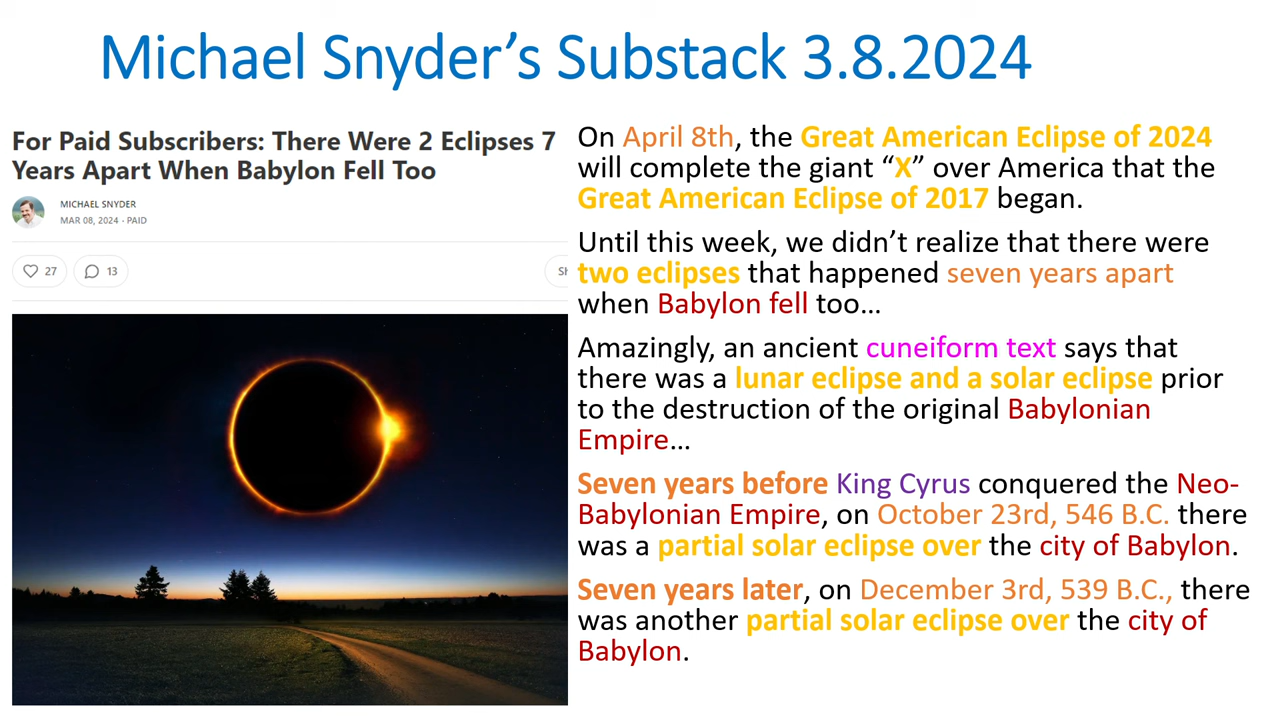 Michael Snyder’s Substack 3.8.2024
For Paid Subscribers: There Were 2 Eclipses 7
Years Apart When Babylon Fell Too
MICHAEL SNYDER
MAR 08, 2024 · PAID
27
13
Sh
On April 8th, the Great American Eclipse of 2024
will complete the giant “X” over America that the
Great American Eclipse of 2017 began.
Until this week, we didn’t realize that there were
two eclipses that happened seven years apart
when Babylon fell too…
Amazingly, an ancient cuneiform text says that
there was a lunar eclipse and a solar eclipse prior
to the destruction of the original Babylonian
Empire…
Seven years before King Cyrus conquered the Neo-
Babylonian Empire, on October 23rd, 546 B.C. there
was a partial solar eclipse over the city of Babylon.
Seven years later, on December 3rd, 539 B.C., there
was another partial solar eclipse over the city of
Babylon.